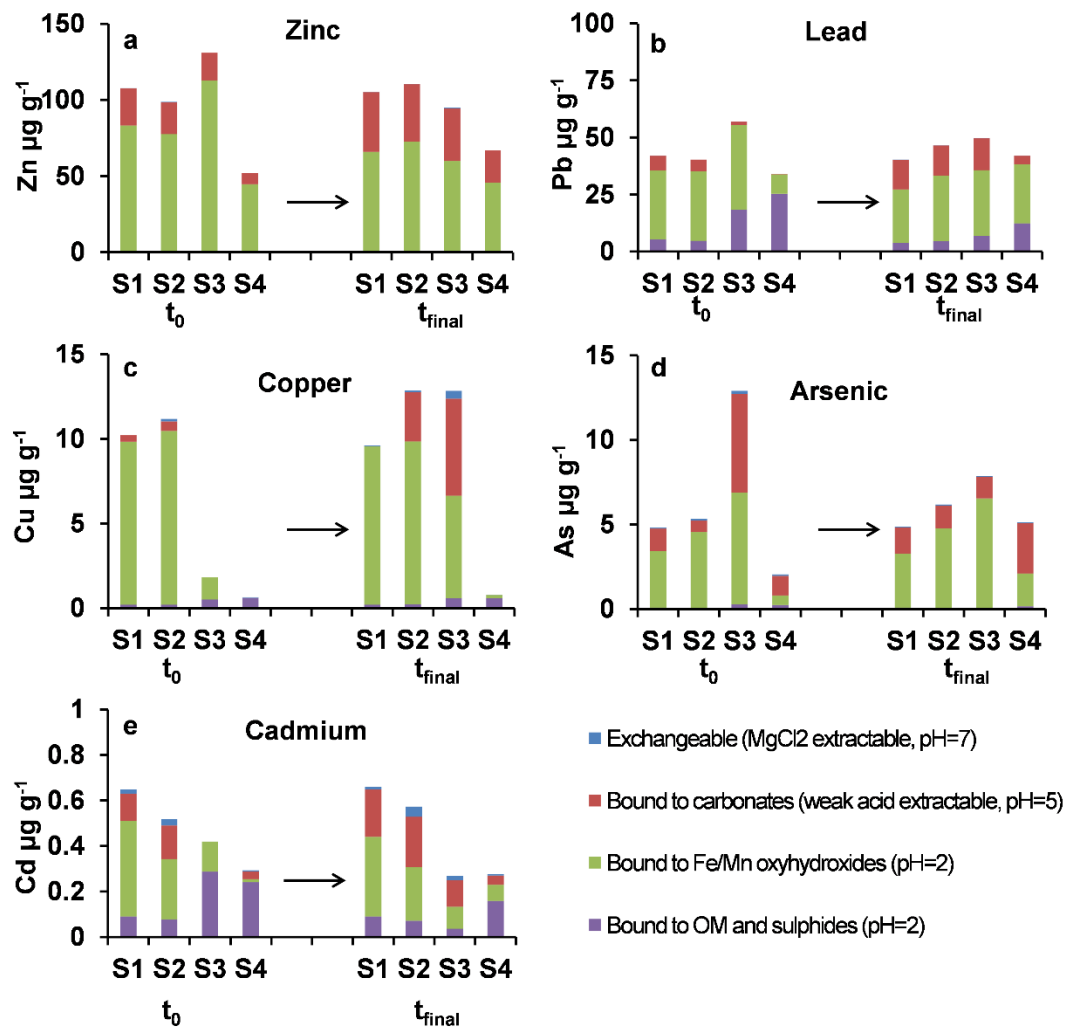 a
Zinc
Zn µg g-1
150
100
50
0
S1 S2 S3 S4 S1 S2 S3 S4
t0 tfinal
b
Lead
Pb µg g-1
100
75
50
25
0
S1 S2 S3 S4 S1 S2 S3 S4
t0 tfinal
c
Copper
Cu µg g-1
15
10
5
0
S1 S2 S3 S4 S1 S2 S3 S4
t0 tfinal
d
Arsenic
As µg g-1
15
10
5
0
S1 S2 S3 S4 S1 S2 S3 S4
t0 tfinal
e
Cadmium
Cd µg g-1
1
0.8
0.6
0.4
0.2
0
S1 S2 S3 S4 S1 S2 S3 S4
t0 tfinal
Exchangeable (MgCl2 extractable, pH=7)
Bound to carbonates (weak acid extractable, pH=5)
Bound to Fe/Mn oxyhydroxides (pH=2)
Bound to OM and sulphides (pH=2)